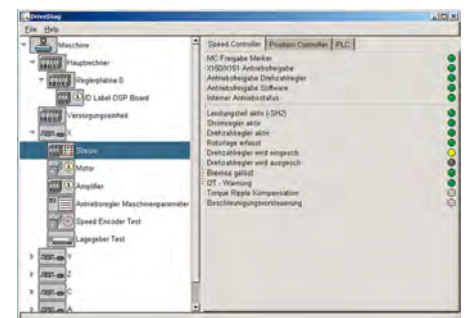 DriveDiag
File Help
Maschine
Hauptrechner
Reglerplatine 0
ID Label DSP Board
Versorgungseinheit
X
Motor
Amplifier
Antriebsregler Maschinenparameter
Speed Encoder Test
Lagegeber Test
Y
Z
C
A
Speed Controller Position Controller PLC
MC Freigabe Merker
X150/X151 Antriebsfreigabe
Antriebsfreigabe Drehzahlregler
Antriebsfreigabe Software
Interner Antriebsstatus
Leistungsteil aktiv (-SH2)
Stromregler aktiv
Drehzahlregler aktiv
Rotorlage erfasst
Drehzahlregler wird eingesch.
Drehzahlregler wird ausgesch.
Bremse gelöst
I2T - Warnung
Torque Ripple Kompensation
Beschleunigungsvorsteuerung